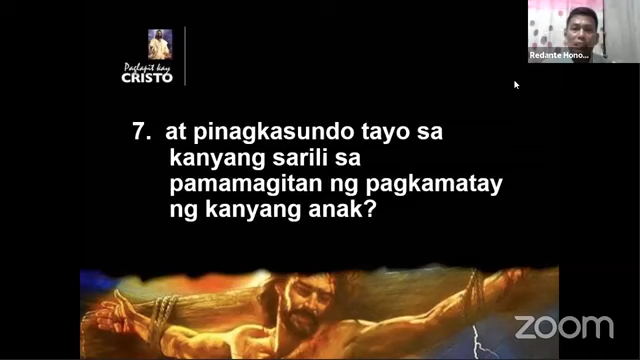 Paglapit kay
CRISTO
Redante Hono...
7. at pinagkasundo tayo sa
kanyang sarili sa
pamamagitan ng pagkamatay
ng kanyang anak?
zoom